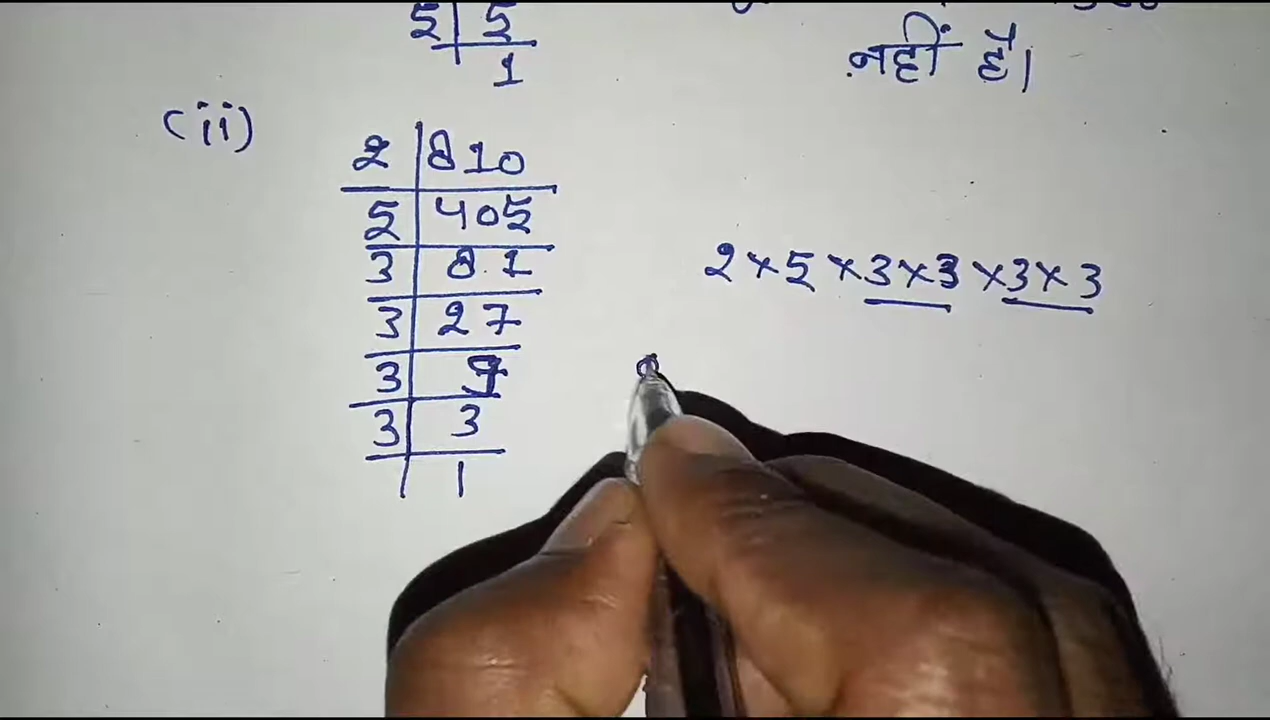 5 | 5
1
नहीं है।
(ii)
2 | 810
5 | 405
3 | 81
3 | 27
3 | 9
3 | 3
1
2×5×3×3×3×3